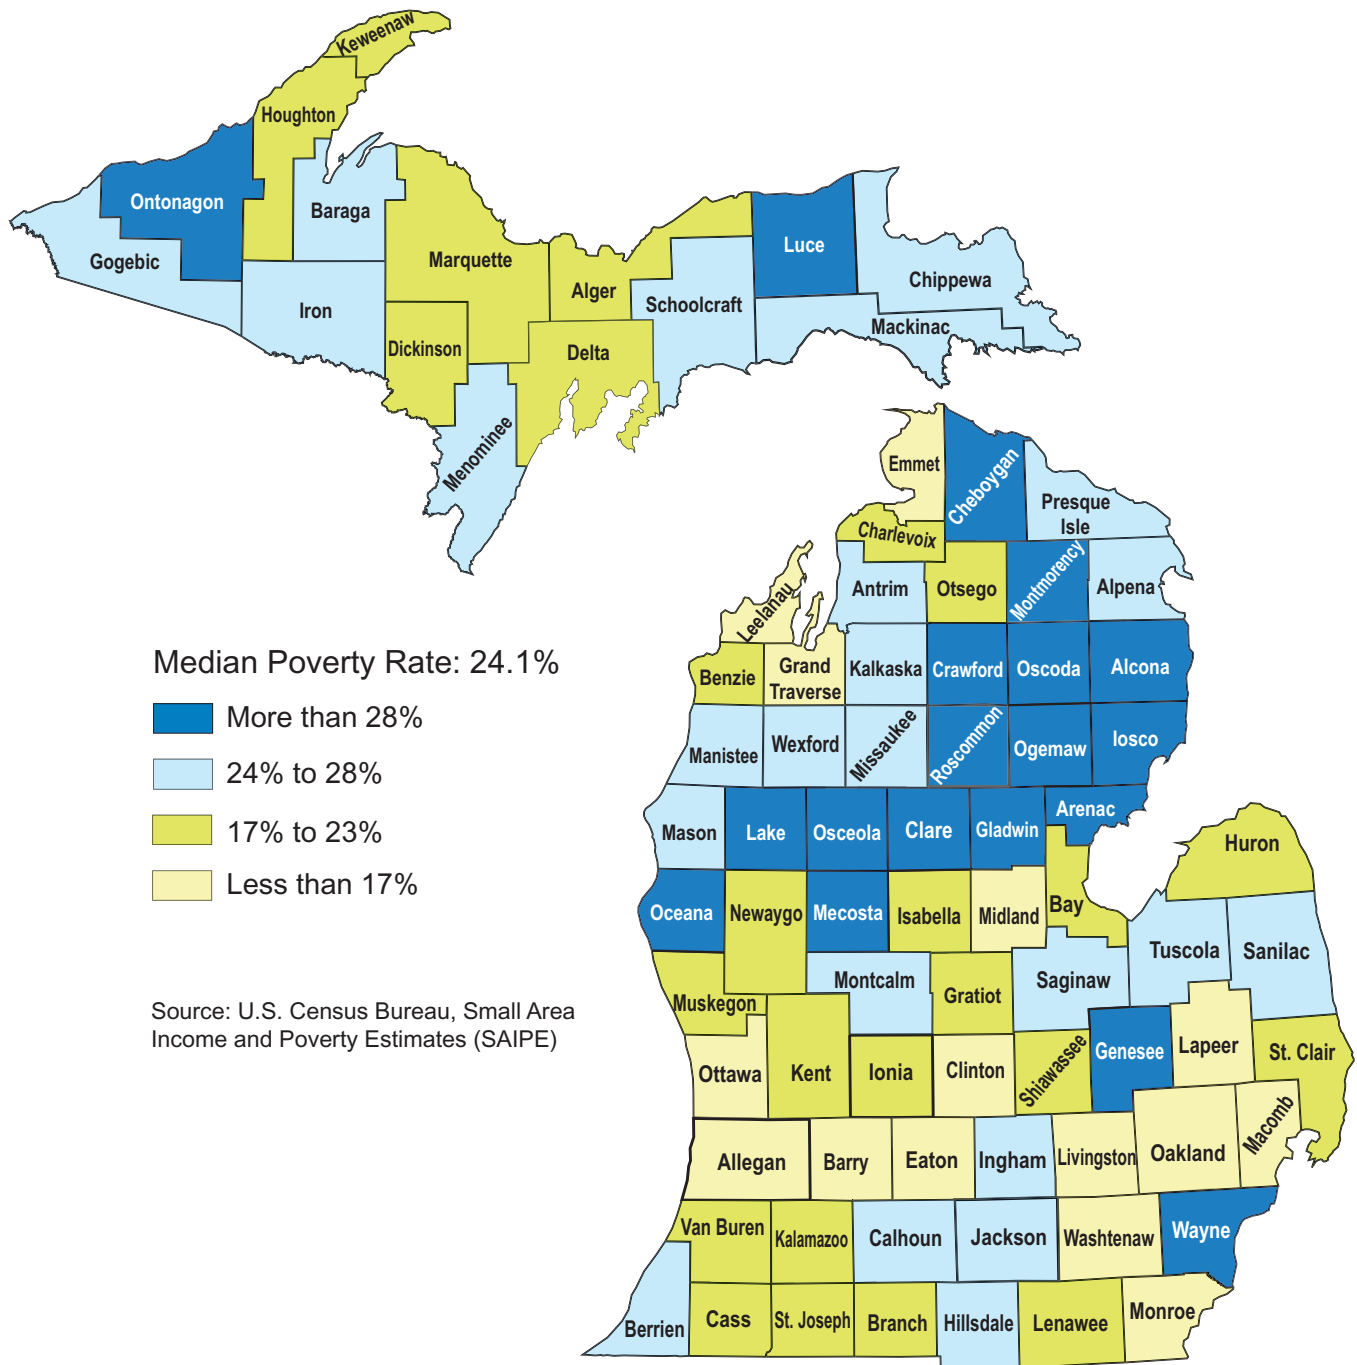 Keweenaw
Houghton
Ontonagon
Baraga
Gogebic
Marquette
Luce
Iron
Alger
Schoolcraft
Chippewa
Mackinac
Dickinson
Delta
Menominee
Emmet
Cheboygan
Presque
Isle
Charlevoix
Antrim
Otsego
Montmorency
Alpena
Leelanau
Benzie
Grand
Traverse
Kalkaska
Crawford
Oscoda
Alcona
Manistee
Wexford
Missaukee
Roscommon
Ogemaw
Iosco
Median Poverty Rate: 24.1%
More than 28%
24% to 28%
17% to 23%
Less than 17%
Mason
Lake
Osceola
Clare
Gladwin
Arenac
Huron
Oceana
Newaygo
Mecosta
Isabella
Midland
Bay
Tuscola
Sanilac
Source: U.S. Census Bureau, Small Area
Income and Poverty Estimates (SAIPE)
Muskegon
Montcalm
Gratiot
Saginaw
Ottawa
Kent
Ionia
Clinton
Shiawassee
Genesee
Lapeer
St. Clair
Allegan
Barry
Eaton
Ingham
Livingston
Oakland
Macomb
Van Buren
Kalamazoo
Calhoun
Jackson
Washtenaw
Wayne
Berrien
Cass
St. Joseph
Branch
Hillsdale
Lenawee
Monroe